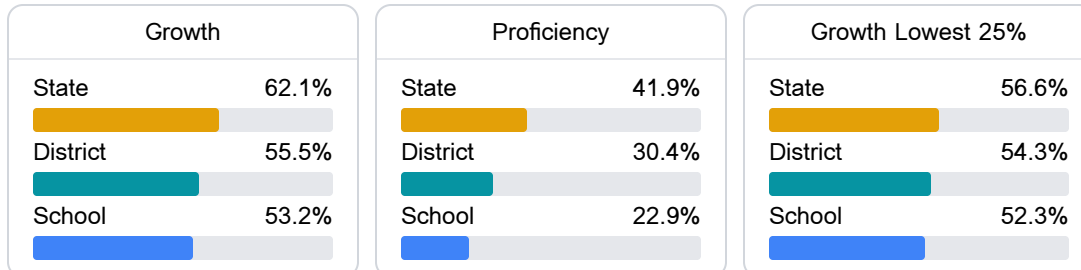 Growth
State 62.1%
District 55.5%
School 53.2%
Proficiency
State 41.9%
District 30.4%
School 22.9%
Growth Lowest 25%
State 56.6%
District 54.3%
School 52.3%